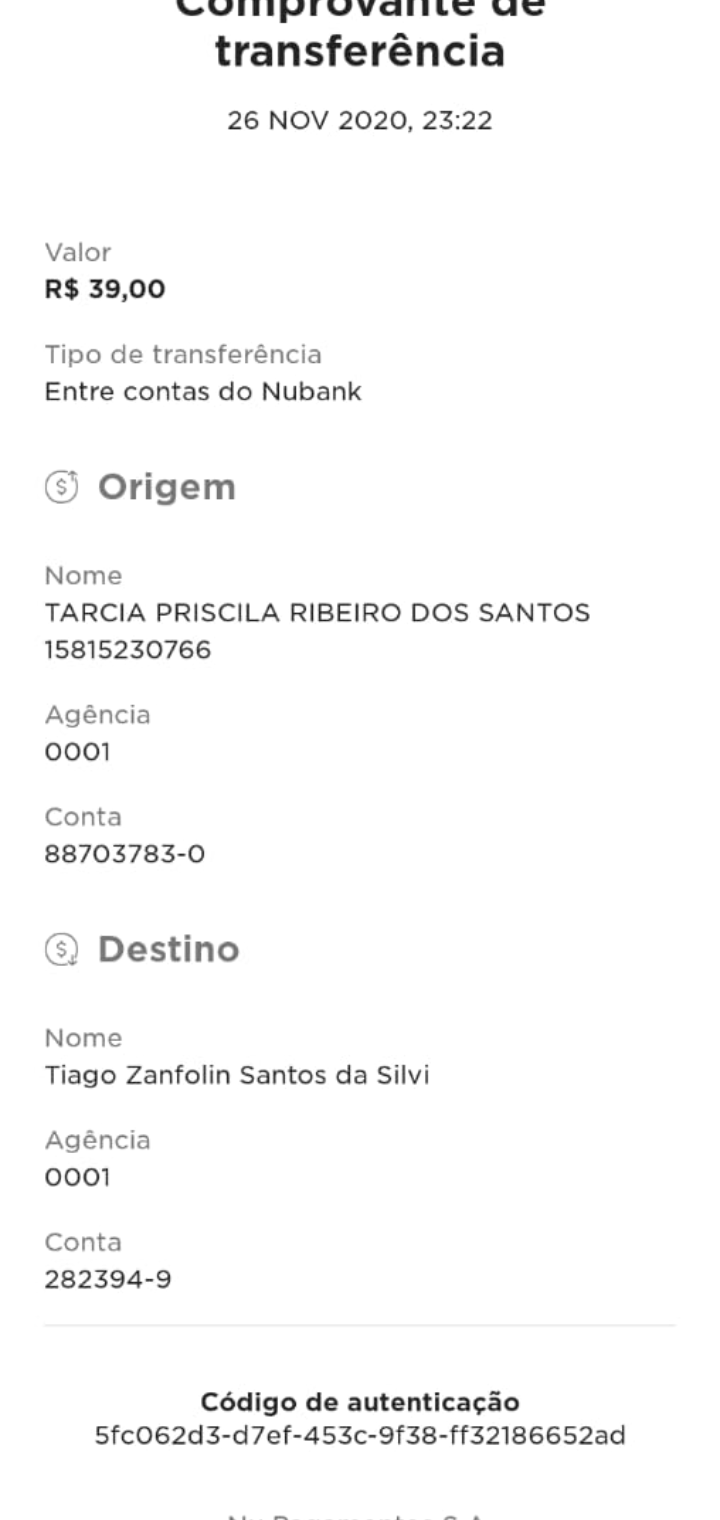 Comprovante de
transferência
26 NOV 2020, 23:22
Valor
R$ 39,00
Tipo de transferência
Entre contas do Nubank
Origem
Nome
TARCIA PRISCILA RIBEIRO DOS SANTOS
15815230766
Agência
0001
Conta
88703783-0
Destino
Nome
Tiago Zanfolin Santos da Silvi
Agência
0001
Conta
282394-9
Código de autenticação
5fc062d3-d7ef-453c-9f38-ff32186652ad
Nu Pagamentos S.A